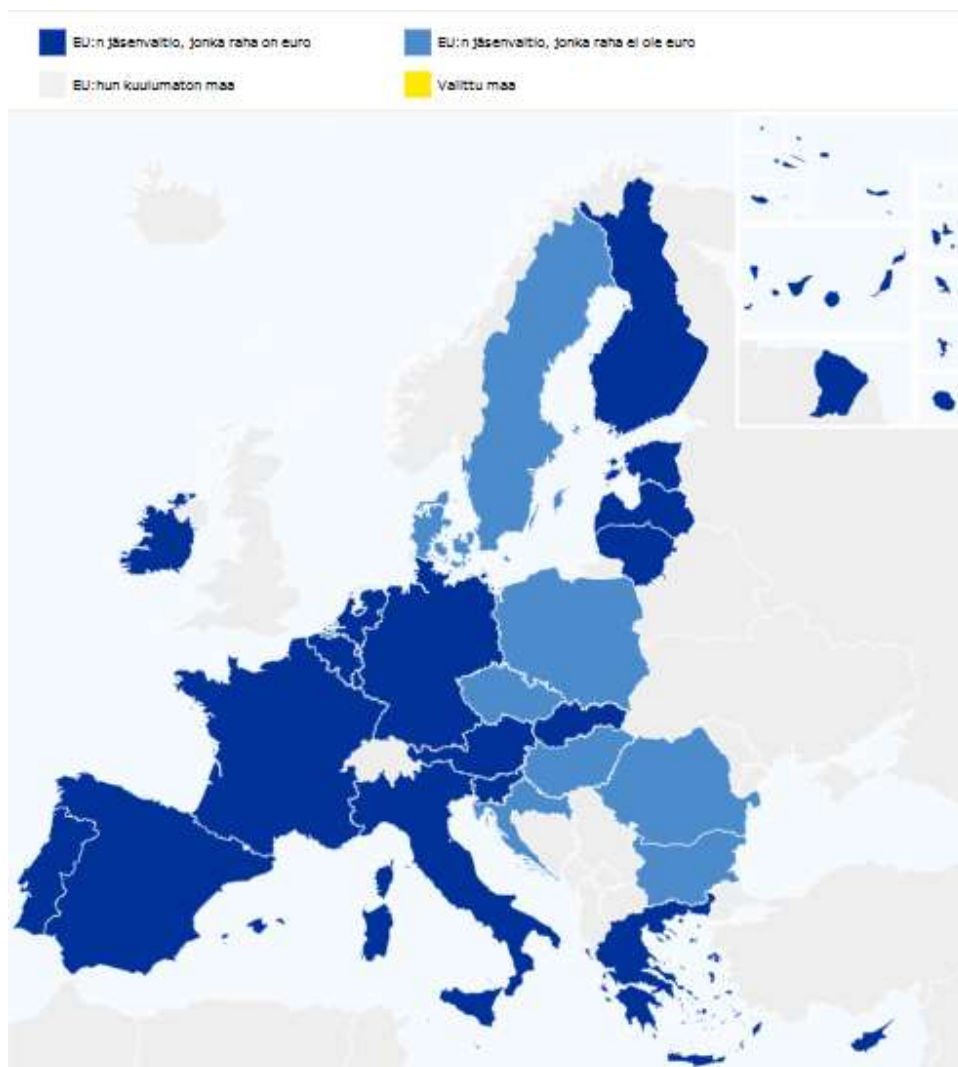 EU:n jäsenvaltio, jonka raha on euro
EU:n jäsenvaltio, jonka raha ei ole euro
EU:hun kuulumaton maa
Valittu maa